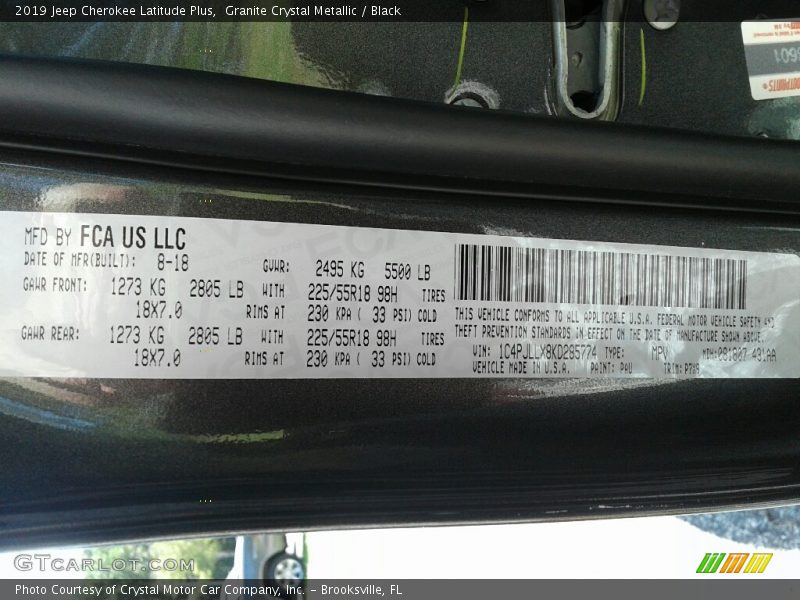 2019 Jeep Cherokee Latitude Plus, Granite Crystal Metallic / Black
3601
MFD BY FCA US LLC
DATE OF MFR(BUILT): 8-18 GVWR: 2495 KG 5500 LB
GAWR FRONT: 1273 KG 2805 LB WITH 225/55R18 98H TIRES
18X7.0 RIMS AT 230 KPA ( 33 PSI) COLD
GAWR REAR: 1273 KG 2805 LB WITH 225/55R18 98H TIRES
18X7.0 RIMS AT 230 KPA ( 33 PSI) COLD
THIS VEHICLE CONFORMS TO ALL APPLICABLE U.S.A. FEDERAL MOTOR VEHICLE SAFETY AND
THEFT PREVENTION STANDARDS IN EFFECT ON THE DATE OF MANUFACTURE SHOWN ABOVE.
VIN: 1C4PJLLX8KD285774 TYPE: MPV MDH: 081807 491AA
VEHICLE MADE IN U.S.A. PAINT: PAU TRIM:
GTCARLOT.COM
Photo Courtesy of Crystal Motor Car Company, Inc. - Brooksville, FL